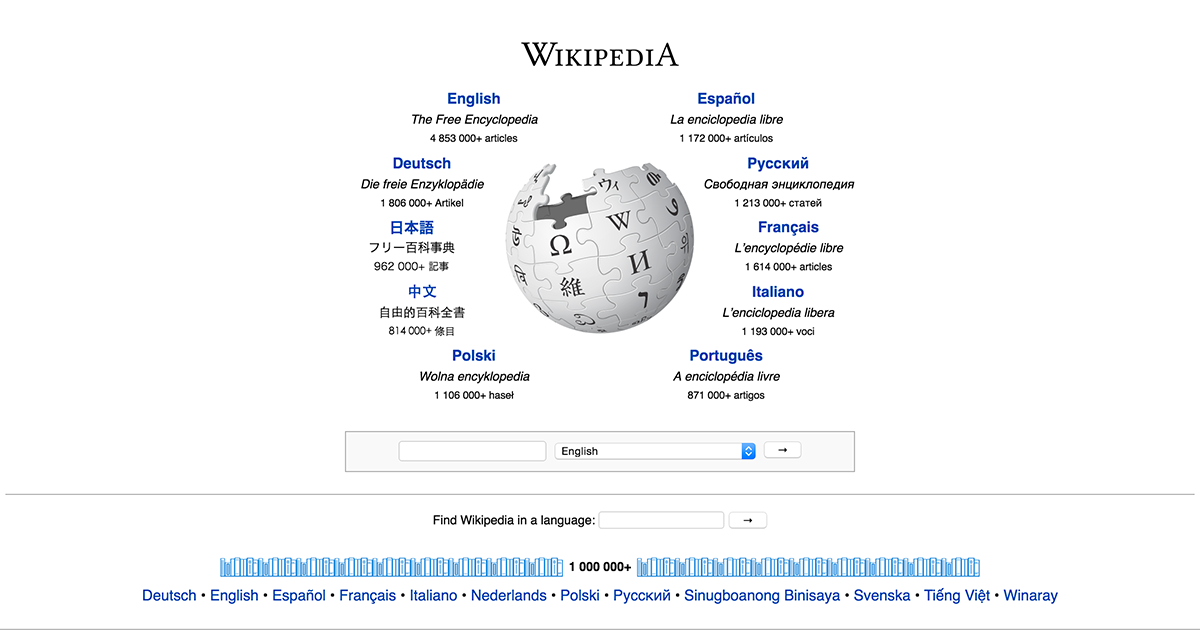 WIKIPEDIA
English
The Free Encyclopedia
4 853 000+ articles
Español
La enciclopedia libre
1 172 000+ artículos
Deutsch
Die freie Enzyklopädie
1 806 000+ Artikel
Русский
Свободная энциклопедия
1 213 000+ статей
日本語
フリー百科事典
962 000+ 記事
Français
L'encyclopédie libre
1 614 000+ articles
中文
自由的百科全書
814 000+ 條目
Italiano
L'enciclopedia libera
1 193 000+ voci
Polski
Wolna encyklopedia
1 106 000+ haseł
Português
A enciclopédia livre
871 000+ artigos
ウィ
W
Ω
И
維
English →
Find Wikipedia in a language: →
1 000 000+
Deutsch • English • Español • Français • Italiano • Nederlands • Polski • Русский • Sinugboanong Binisaya • Svenska • Tiếng Việt • Winaray